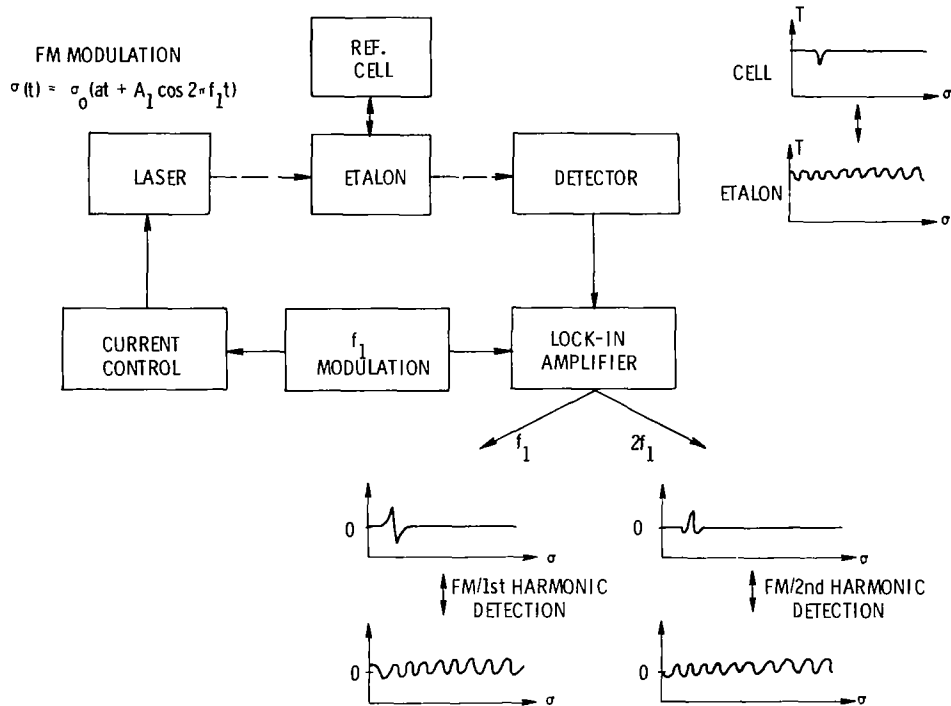 FM MODULATION
σ(t) = σ₀(at + A₁ cos 2πf₁t)
REF.
CELL
LASER
ETALON
DETECTOR
CURRENT
CONTROL
f₁
MODULATION
LOCK-IN
AMPLIFIER
T
CELL
σ
T
ETALON
σ
f₁
2f₁
0
σ
0
σ
FM/1st HARMONIC
DETECTION
FM/2nd HARMONIC
DETECTION
0
σ
0
σ